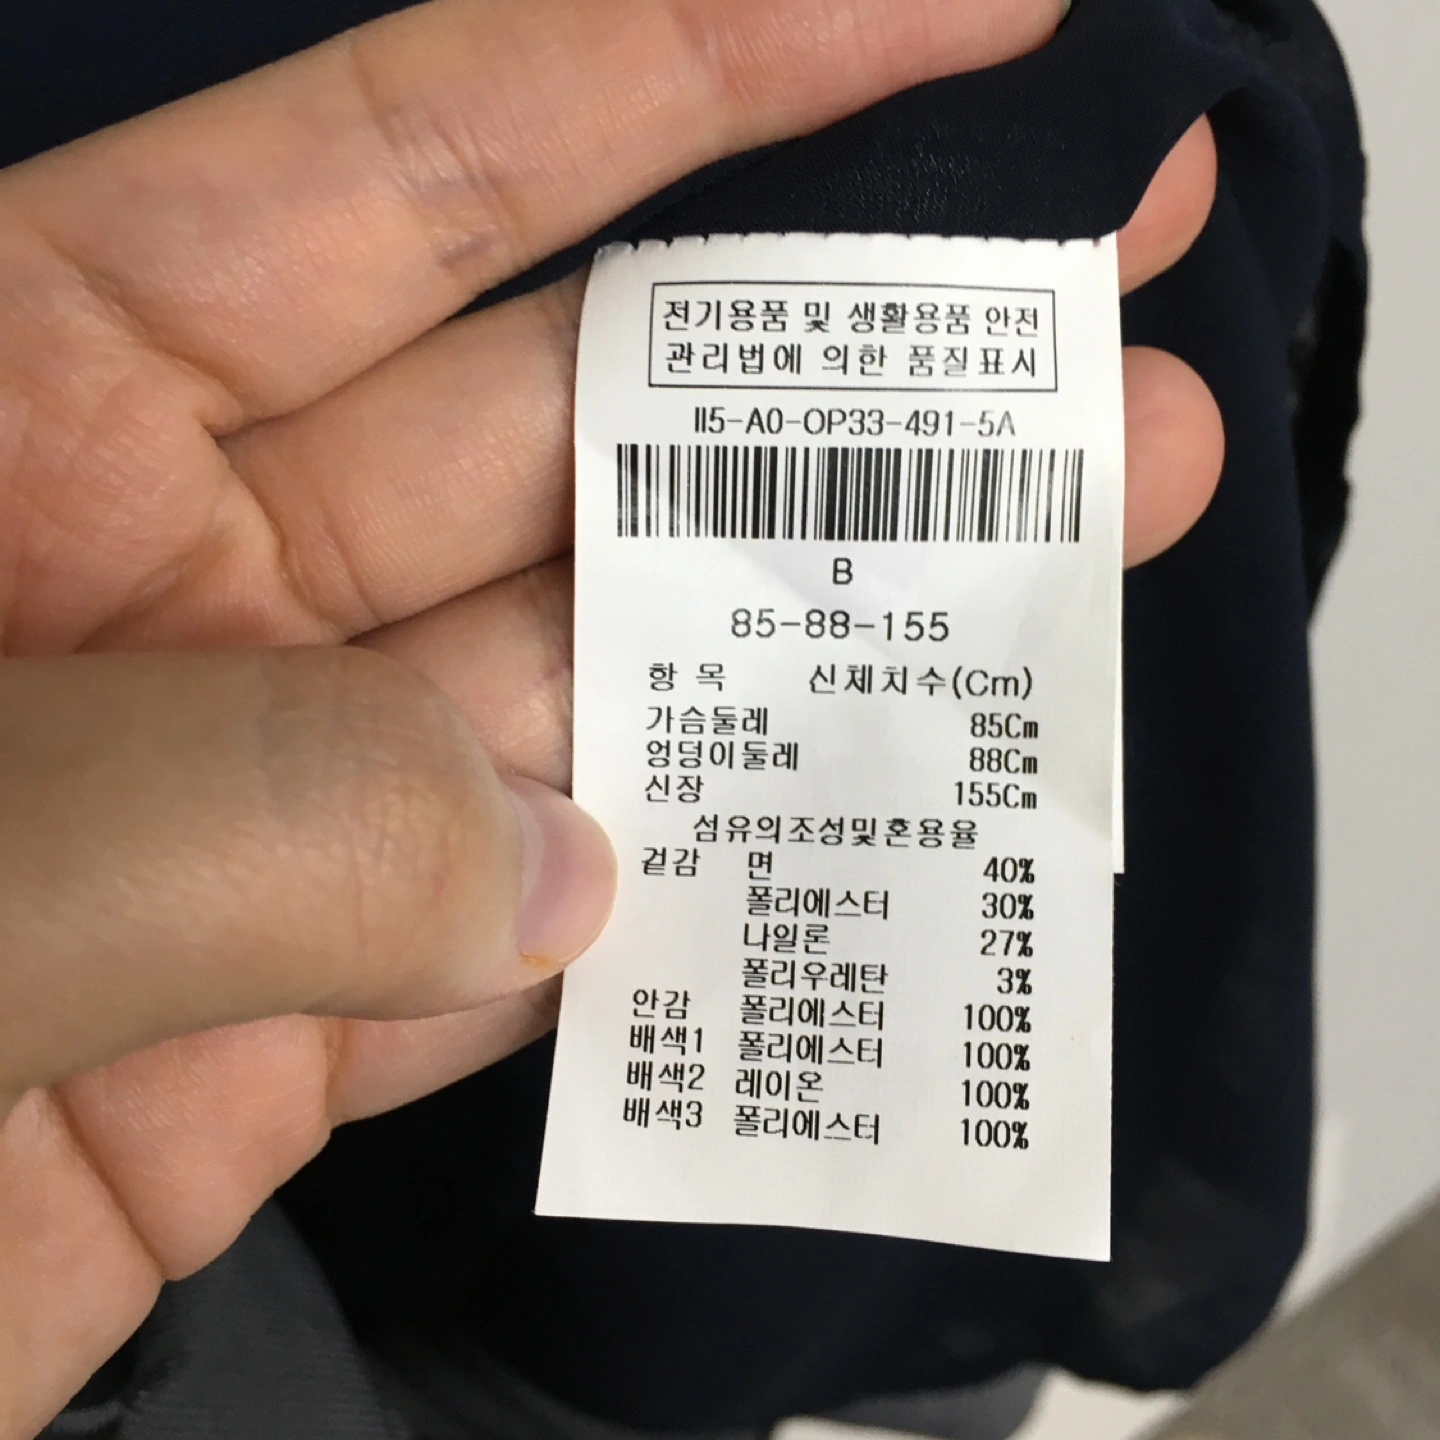 전기용품 및 생활용품 안전
관리법에 의한 품질표시
II5-A0-OP33-491-5A
B
85-88-155
항 목 신체치수(Cm)
가슴둘레 85Cm
엉덩이둘레 88Cm
신장 155Cm
섬유의조성및혼용율
겉감 면 40%
폴리에스터 30%
나일론 27%
폴리우레탄 3%
안감 폴리에스터 100%
배색1 폴리에스터 100%
배색2 레이온 100%
배색3 폴리에스터 100%